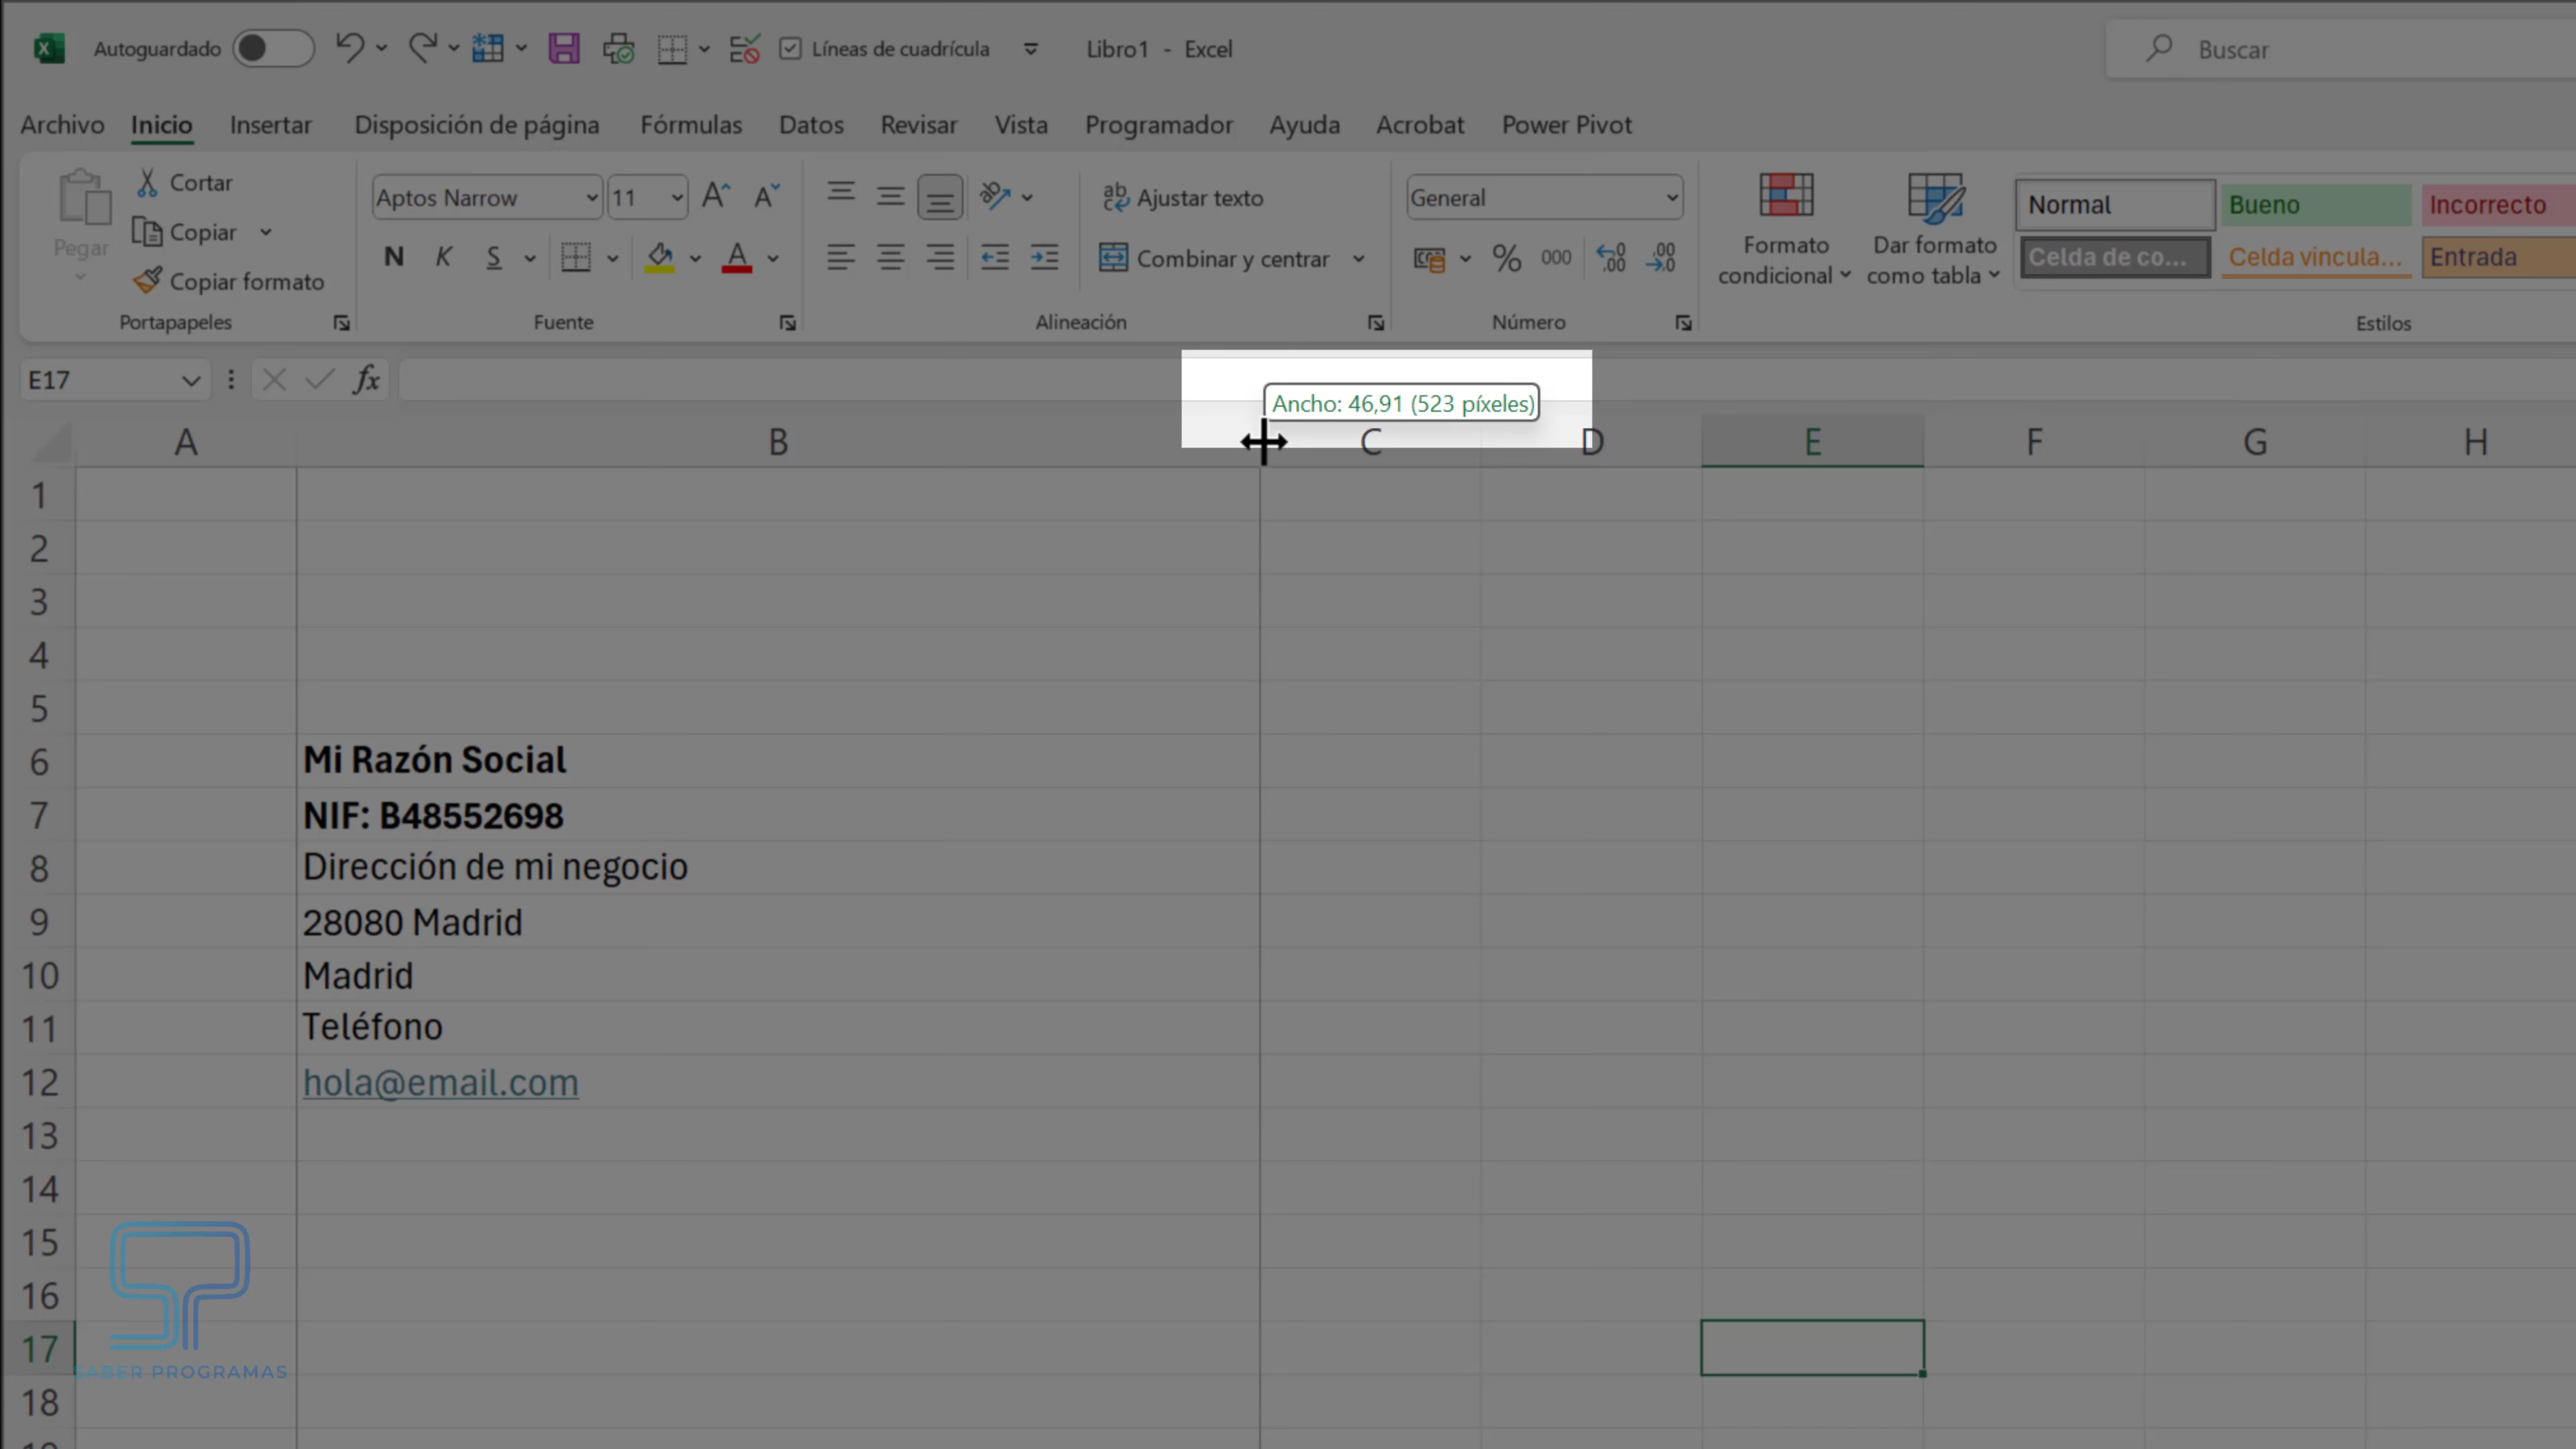 Autoguardado Líneas de cuadrícula Libro1 - Excel Buscar
Archivo Inicio Insertar Disposición de página Fórmulas Datos Revisar Vista Programador Ayuda Acrobat Power Pivot
Pegar
Cortar
Copiar
Copiar formato
Portapapeles
Aptos Narrow 11
N K S
Fuente
Ajustar texto
Combinar y centrar
Alineación
General
% 000
Número
Formato condicional
Dar formato como tabla
Normal Bueno Incorrecto
Celda de co... Celda vincula... Entrada
Estilos
E17 fx
Ancho: 46,91 (523 píxeles)
A B C D E F G H
1
2
3
4
5
6 Mi Razón Social
7 NIF: B48552698
8 Dirección de mi negocio
9 28080 Madrid
10 Madrid
11 Teléfono
12 hola@email.com
13
14
15
16
17
18
SABER PROGRAMAS